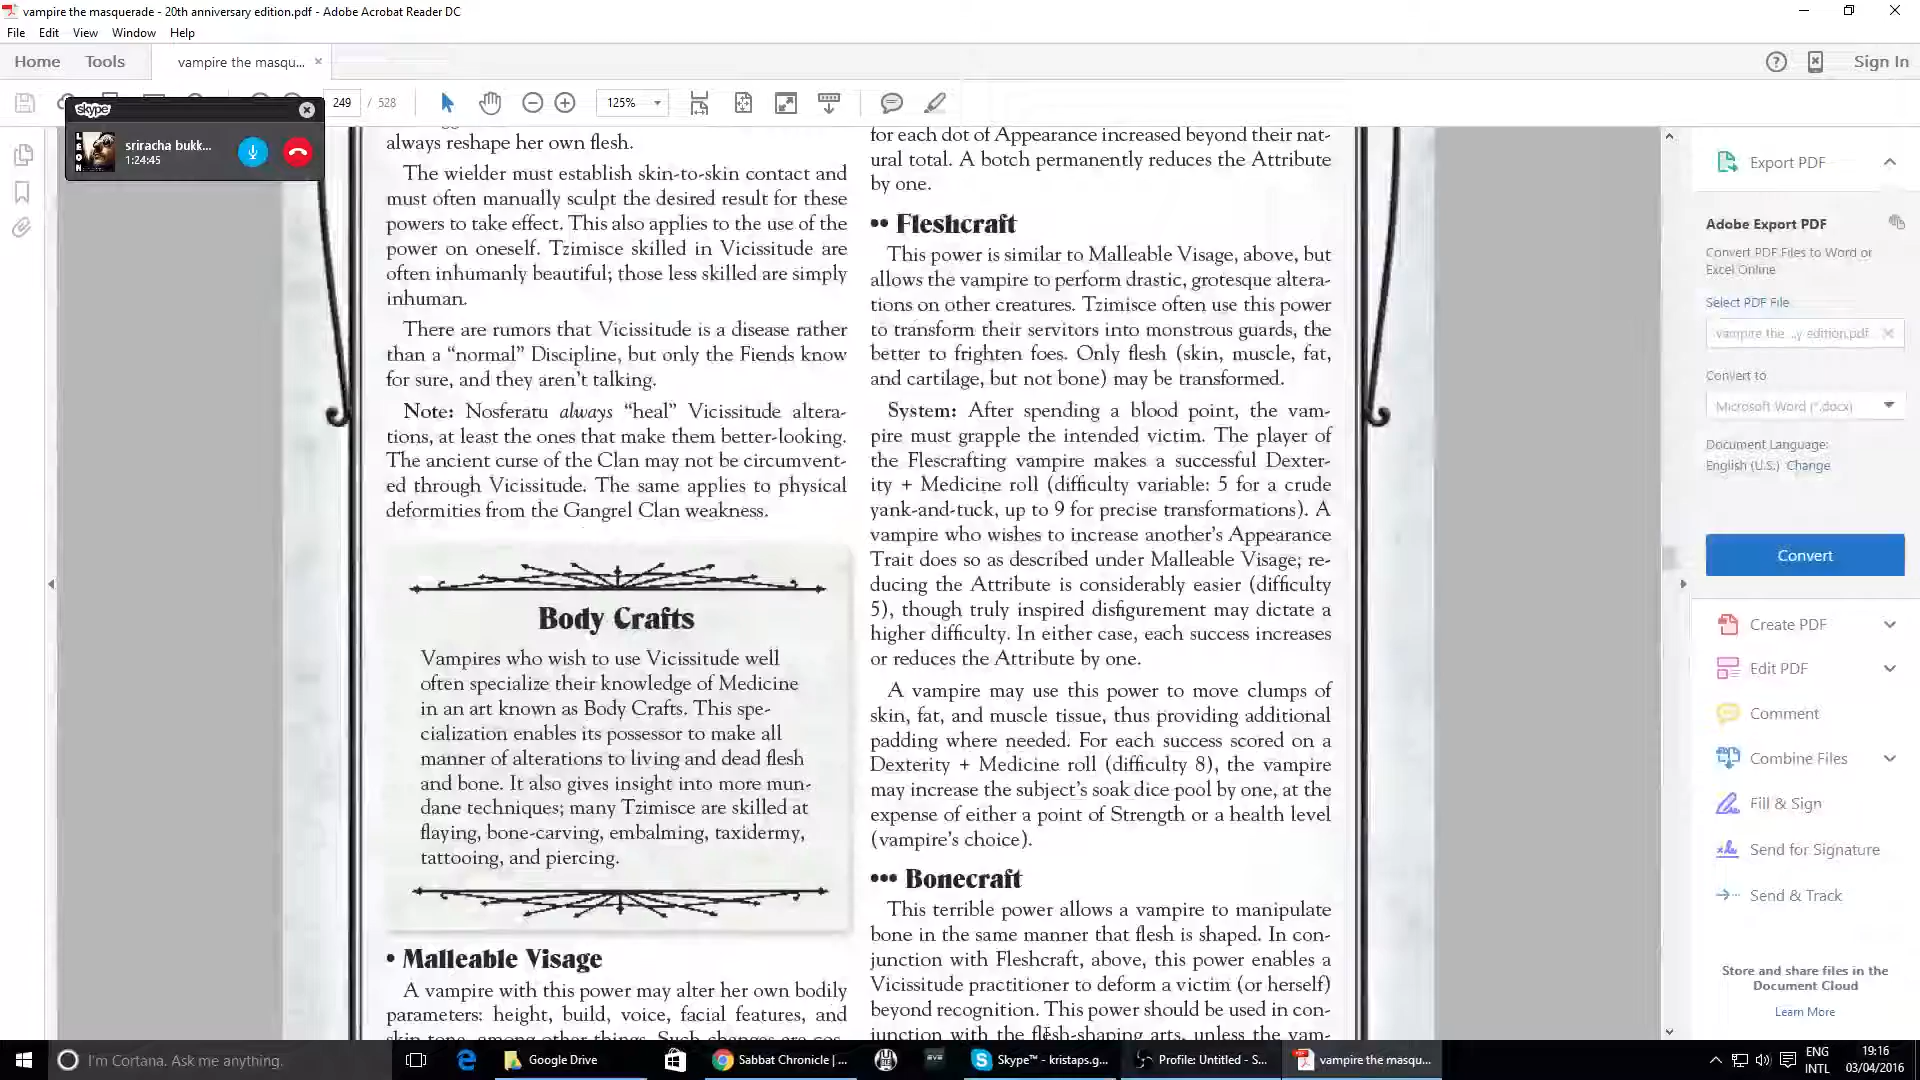 vampire the masquerade - 20th anniversary edition.pdf - Adobe Acrobat Reader DC
File Edit View Window Help
Home Tools vampire the masqu... Sign In
249 / 528 125%
skype
LEON
sriracha bukk...
1:24:45
always reshape her own flesh.
The wielder must establish skin-to-skin contact and
must often manually sculpt the desired result for these
powers to take effect. This also applies to the use of the
power on oneself. Tzimisce skilled in Vicissitude are
often inhumanly beautiful; those less skilled are simply
inhuman.
There are rumors that Vicissitude is a disease rather
than a “normal” Discipline, but only the Fiends know
for sure, and they aren’t talking.
Note: Nosferatu always “heal” Vicissitude altera-
tions, at least the ones that make them better-looking.
The ancient curse of the Clan may not be circumvent-
ed through Vicissitude. The same applies to physical
deformities from the Gangrel Clan weakness.
Body Crafts
Vampires who wish to use Vicissitude well
often specialize their knowledge of Medicine
in an art known as Body Crafts. This spe-
cialization enables its possessor to make all
manner of alterations to living and dead flesh
and bone. It also gives insight into more mun-
dane techniques; many Tzimisce are skilled at
flaying, bone-carving, embalming, taxidermy,
tattooing, and piercing.
• Malleable Visage
A vampire with this power may alter her own bodily
parameters: height, build, voice, facial features, and
skin tone, among other things. Such changes are cos-
for each dot of Appearance increased beyond their nat-
ural total. A botch permanently reduces the Attribute
by one.
•• Fleshcraft
This power is similar to Malleable Visage, above, but
allows the vampire to perform drastic, grotesque altera-
tions on other creatures. Tzimisce often use this power
to transform their servitors into monstrous guards, the
better to frighten foes. Only flesh (skin, muscle, fat,
and cartilage, but not bone) may be transformed.
System: After spending a blood point, the vam-
pire must grapple the intended victim. The player of
the Flescrafting vampire makes a successful Dexter-
ity + Medicine roll (difficulty variable: 5 for a crude
yank-and-tuck, up to 9 for precise transformations). A
vampire who wishes to increase another’s Appearance
Trait does so as described under Malleable Visage; re-
ducing the Attribute is considerably easier (difficulty
5), though truly inspired disfigurement may dictate a
higher difficulty. In either case, each success increases
or reduces the Attribute by one.
A vampire may use this power to move clumps of
skin, fat, and muscle tissue, thus providing additional
padding where needed. For each success scored on a
Dexterity + Medicine roll (difficulty 8), the vampire
may increase the subject’s soak dice pool by one, at the
expense of either a point of Strength or a health level
(vampire’s choice).
••• Bonecraft
This terrible power allows a vampire to manipulate
bone in the same manner that flesh is shaped. In con-
junction with Fleshcraft, above, this power enables a
Vicissitude practitioner to deform a victim (or herself)
beyond recognition. This power should be used in con-
junction with the flesh-shaping arts, unless the vam-
Export PDF
Adobe Export PDF
Convert PDF Files to Word or
Excel Online
Select PDF File
vampire the ...y edition.pdf
Convert to
Microsoft Word (*.docx)
Document Language:
English (U.S.) Change
Convert
Create PDF
Edit PDF
Comment
Combine Files
Fill & Sign
Send for Signature
Send & Track
Store and share files in the
Document Cloud
Learn More
I'm Cortana. Ask me anything. Google Drive Sabbat Chronicle | ... EVE Skype™ - kristaps.g... Profile: Untitled - S... vampire the masqu...
ENG
INTL
19:16
03/04/2016